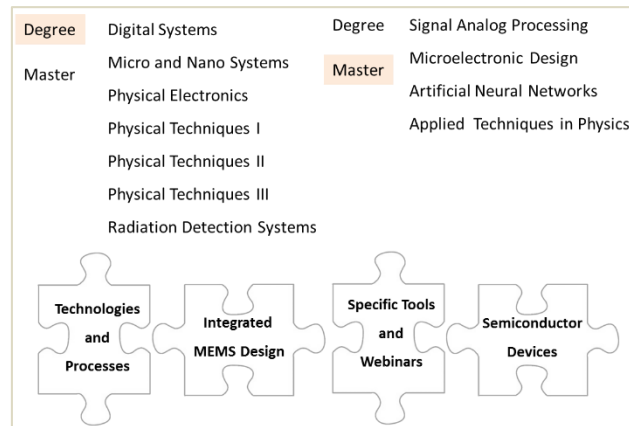 Degree
Master
Digital Systems
Micro and Nano Systems
Physical Electronics
Physical Techniques I
Physical Techniques II
Physical Techniques III
Radiation Detection Systems
Degree
Master
Signal Analog Processing
Microelectronic Design
Artificial Neural Networks
Applied Techniques in Physics
Technologies
and
Processes
Integrated
MEMS Design
Specific Tools
and
Webinars
Semiconductor
Devices